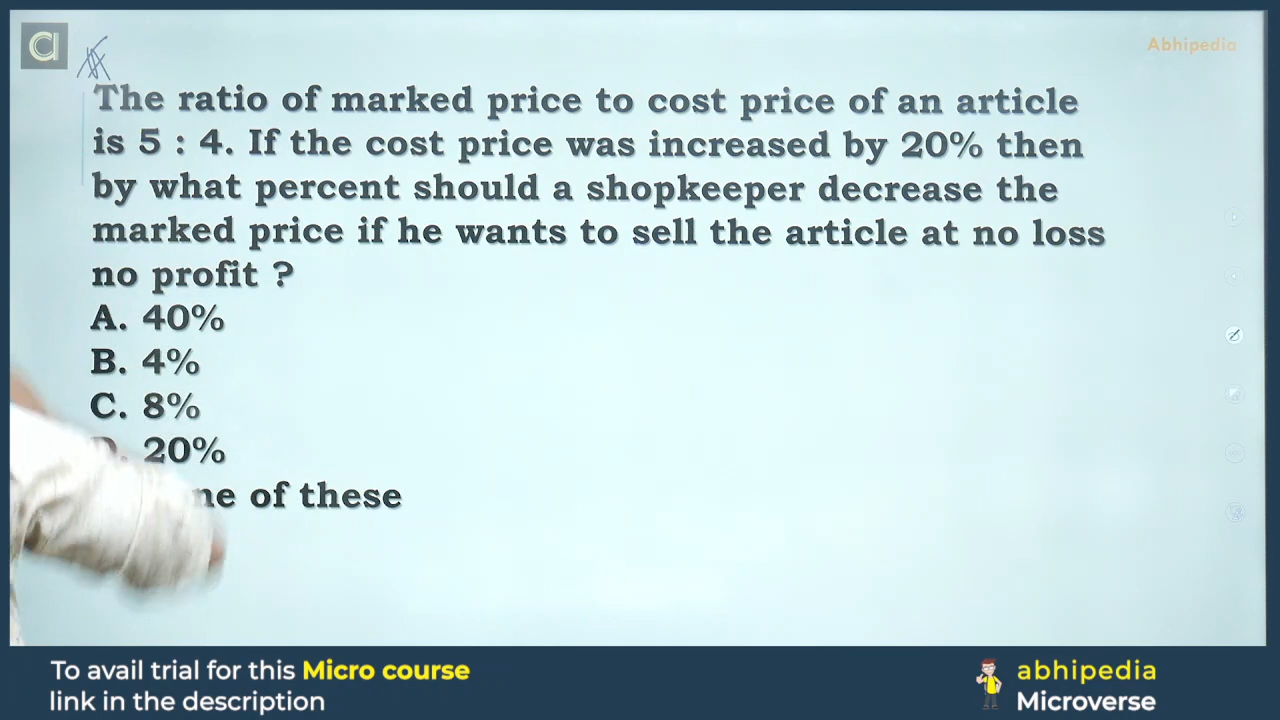 Abhipedia
The ratio of marked price to cost price of an article
is 5 : 4. If the cost price was increased by 20% then
by what percent should a shopkeeper decrease the
marked price if he wants to sell the article at no loss
no profit ?
A. 40%
B. 4%
C. 8%
D. 20%
of these
To avail trial for this Micro course
link in the description
abhipedia
Microverse